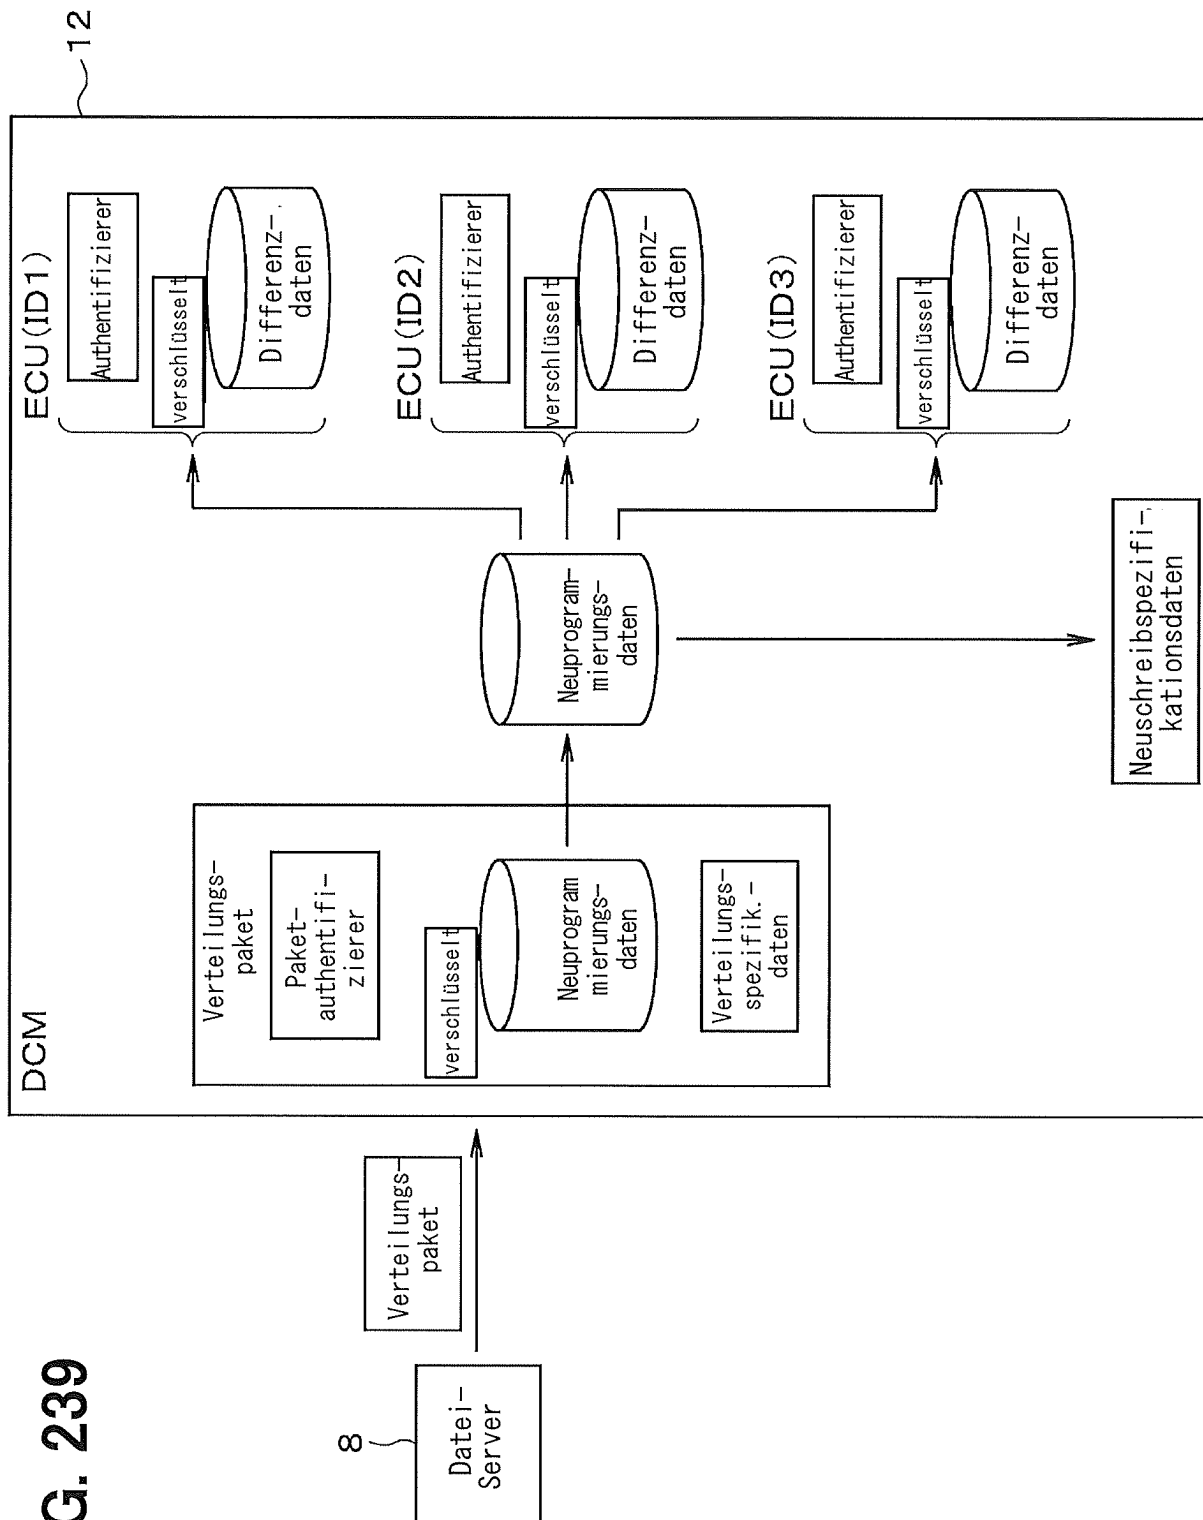 G. 239
8
Datei-
Server
Verteilungs-
paket
DCM
12
Verteilungs-
paket
Paket-
authentifi-
zierer
verschlüsselt
Neuprogram
mierungs-
daten
Verteilungs-
spezifik.-
daten
Neuprogram-
mierungs-
daten
Neuschreibspezifi-
kationsdaten
ECU(ID1)
Authentifizierer
verschlüsselt
Differenz-
daten
ECU(ID2)
Authentifizierer
verschlüsselt
Differenz-
daten
ECU(ID3)
Authentifizierer
verschlüsselt
Differenz-
daten